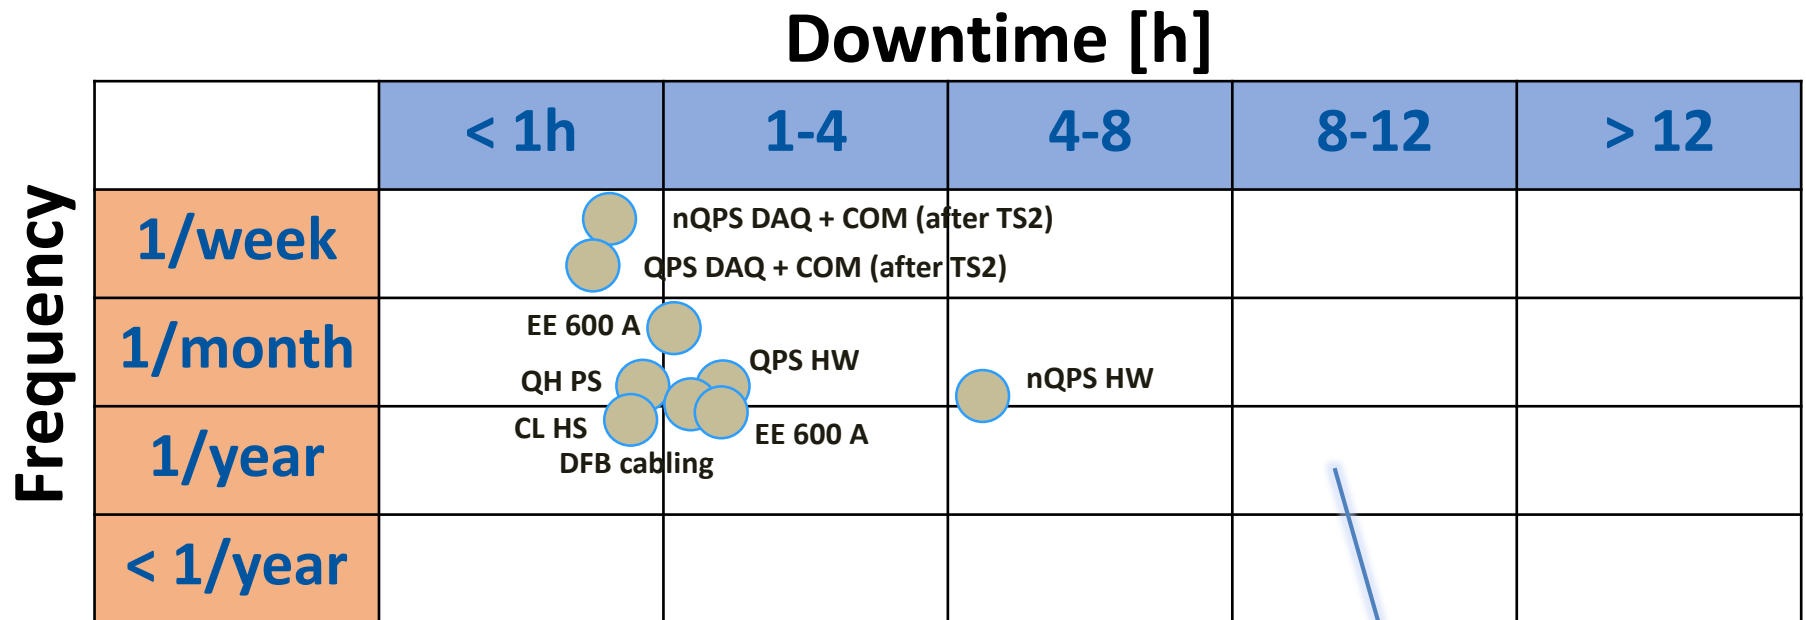 Downtime [h]
< 1h
1-4
4-8
8-12
> 12
Frequency
1/week
nQPS DAQ + COM (after TS2)
QPS DAQ + COM (after TS2)
1/month
EE 600 A
QPS HW
QH PS
nQPS HW
1/year
CL HS
EE 600 A
DFB cabling
< 1/year